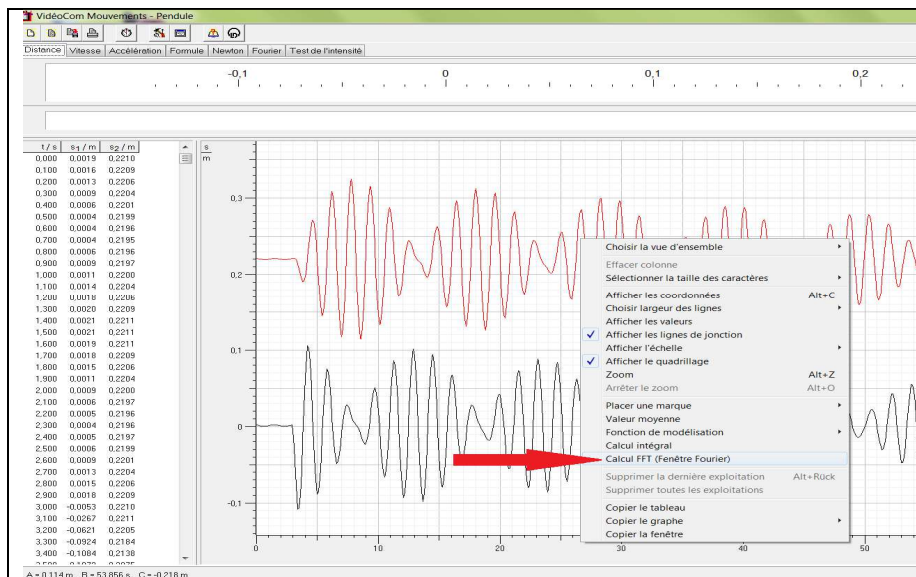 VidéoCom Mouvements - Pendule
Distance Vitesse Accélération Formule Newton Fourier Test de l'intensité
-0,1 0 0,1 0,2
t / s s1 / m s2 / m
0,000 0,0019 0,2210
0,100 0,0016 0,2209
0,200 0,0013 0,2206
0,300 0,0009 0,2204
0,400 0,0006 0,2201
0,500 0,0004 0,2199
0,600 0,0004 0,2196
0,700 0,0004 0,2195
0,800 0,0006 0,2196
0,900 0,0009 0,2197
1,000 0,0011 0,2200
1,100 0,0014 0,2204
1,200 0,0018 0,2206
1,300 0,0020 0,2209
1,400 0,0021 0,2211
1,500 0,0021 0,2211
1,600 0,0019 0,2211
1,700 0,0018 0,2209
1,800 0,0015 0,2206
1,900 0,0011 0,2204
2,000 0,0009 0,2200
2,100 0,0006 0,2197
2,200 0,0005 0,2196
2,300 0,0004 0,2196
2,400 0,0005 0,2197
2,500 0,0006 0,2199
2,600 0,0009 0,2201
2,700 0,0013 0,2204
2,800 0,0015 0,2206
2,900 0,0018 0,2209
3,000 -0,0053 0,2210
3,100 -0,0267 0,2211
3,200 -0,0621 0,2205
3,300 -0,0924 0,2184
3,400 -0,1084 0,2138
s
m
0,3
0,2
0,1
0
-0,1
0 10 20 30 40 50
Choisir la vue d'ensemble
Effacer colonne
Sélectionner la taille des caractères
Afficher les coordonnées Alt+C
Choisir largeur des lignes
Afficher les valeurs
Afficher les lignes de jonction
Afficher l'échelle
Afficher le quadrillage
Zoom Alt+Z
Arrêter le zoom Alt+O
Placer une marque
Valeur moyenne
Fonction de modélisation
Calcul intégral
Calcul FFT (Fenêtre Fourier)
Supprimer la dernière exploitation Alt+Rück
Supprimer toutes les exploitations
Copier le tableau
Copier le graphe
Copier la fenêtre
A = 0,114 m B = 53,856 s C = -0,218 m